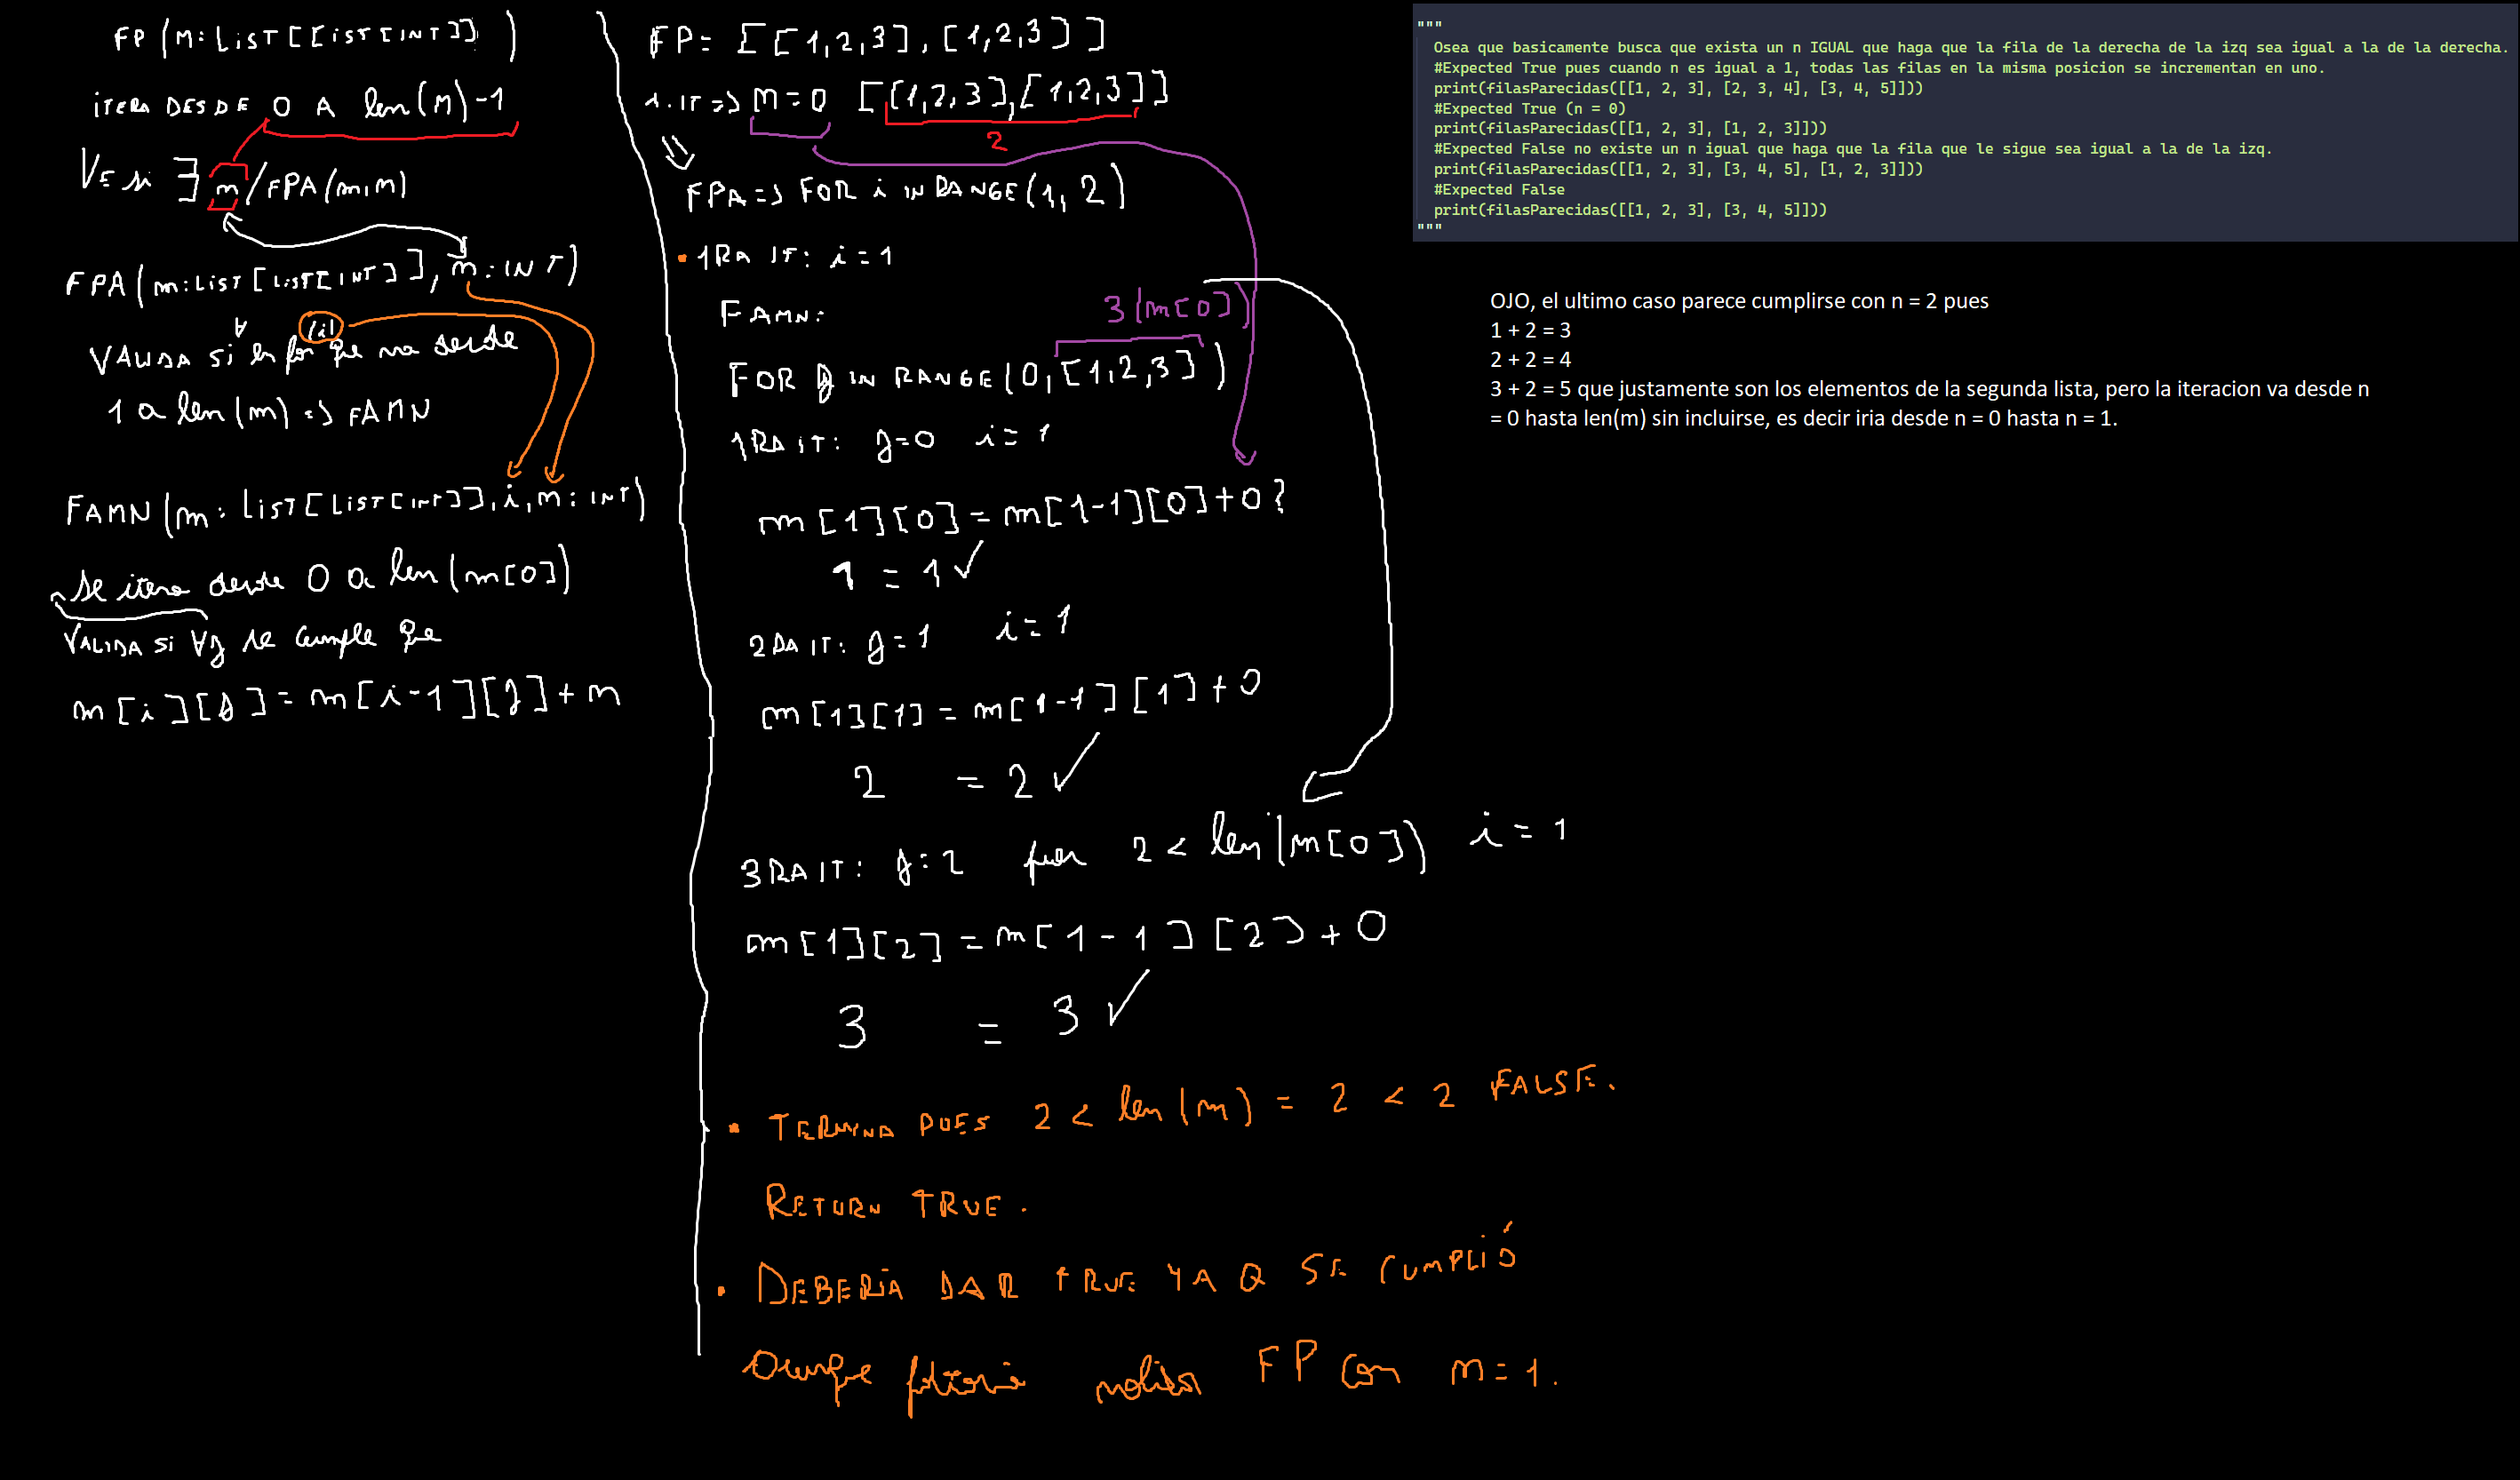 FP(M:LIST[LIST[INT]])
ITERA DESDE 0 A len(M)-1
VE si ∃ n/FPA(m,n)
FPA(m:LIST[LIST[INT]], n:INT)
∀ (i)
VALIDA SI en for que va desde
1 a len(m) => FAMN
FAMN(m: LIST[LIST[INT]], i, n: INT)
Se itera desde 0 a len(m[0])
VALIDA SI ∀j se cumple que
m[i][j] = m[i-1][j] + n
FP= [[1,2,3],[1,2,3]]
1.IT => n=0 [[1,2,3],[1,2,3]]
2
FPA => FOR i IN RANGE(1, 2)
• 1RA IT: i = 1
FAMN:
3 (m[0])
FOR j IN RANGE(0,[1,2,3])
1RA IT: j=0 i= 1
m[1][0] = m[1-1][0]+0?
1 = 1 ✓
2DA IT: j=1 i=1
m[1][1] = m[1-1][1]+0
2 = 2 ✓
3RA IT: j=2 pues 2 < len(m[0]) i = 1
m[1][2] = m[1-1][2]+0
3 = 3 ✓
• TERMINA PUES 2 < len(m) = 2 < 2 FALSE.
RETURN TRUE.
• DEBERÍA DAR TRUE YA Q SE CUMPLIÓ
aunque faltaría FP con n=1.
"""
Osea que basicamente busca que exista un n IGUAL que haga que la fila de la derecha de la izq sea igual a la de la derecha.
#Expected True pues cuando n es igual a 1, todas las filas en la misma posicion se incrementan en uno.
print(filasParecidas([[1, 2, 3], [2, 3, 4], [3, 4, 5]]))
#Expected True (n = 0)
print(filasParecidas([[1, 2, 3], [1, 2, 3]]))
#Expected False no existe un n igual que haga que la fila que le sigue sea igual a la de la izq.
print(filasParecidas([[1, 2, 3], [3, 4, 5], [1, 2, 3]]))
#Expected False
print(filasParecidas([[1, 2, 3], [3, 4, 5]]))
"""
OJO, el ultimo caso parece cumplirse con n = 2 pues
1 + 2 = 3
2 + 2 = 4
3 + 2 = 5 que justamente son los elementos de la segunda lista, pero la iteracion va desde n
= 0 hasta len(m) sin incluirse, es decir iria desde n = 0 hasta n = 1.